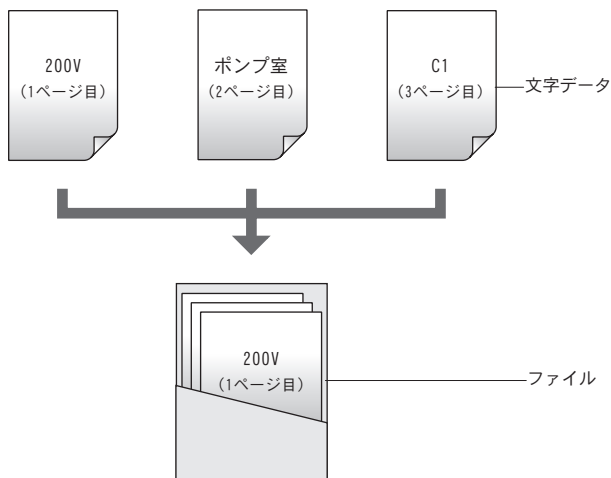 200V
(1ページ目)
ポンプ室
(2ページ目)
C1
(3ページ目)
文字データ
200V
(1ページ目)
ファイル